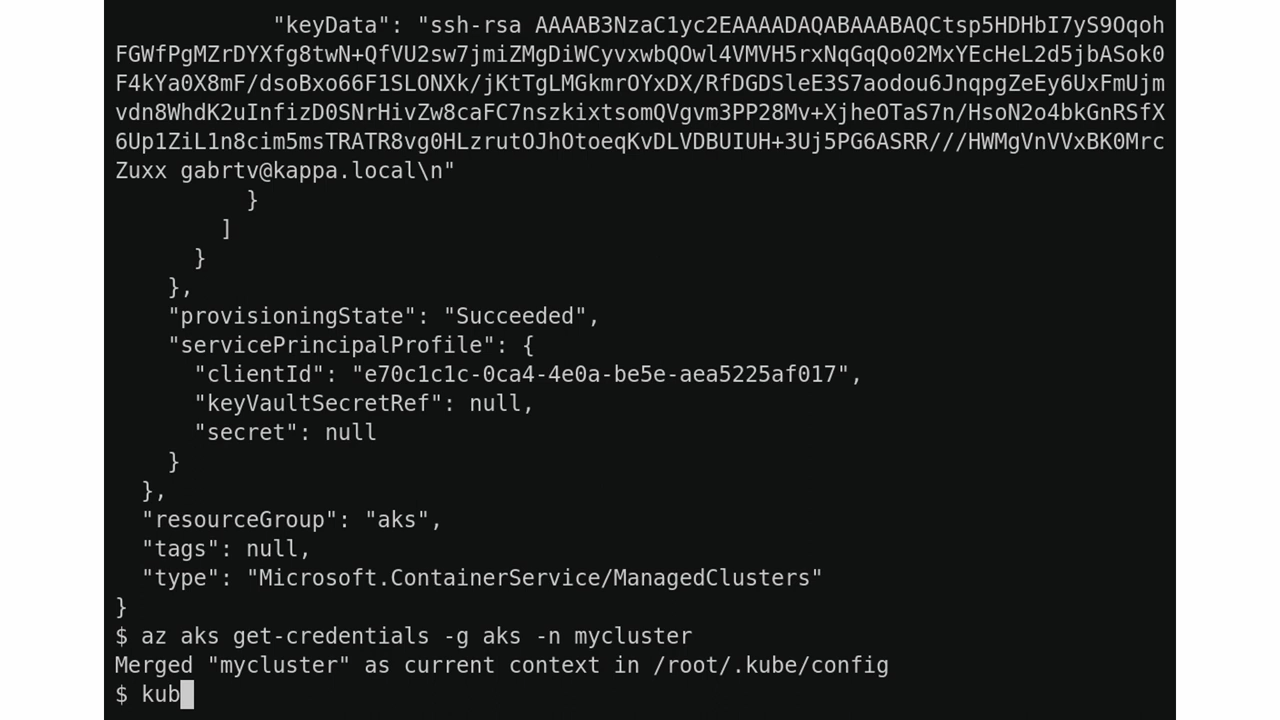 "keyData": "ssh-rsa AAAAB3NzaC1yc2EAAAADAQABAAABAQCtsp5HDHbI7yS9Oqoh
FGWfPgMZrDYXfg8twN+QfVU2sw7jmiZMgDiWCyvxwbQOwl4VMVH5rxNqGqQo02MxYEcHeL2d5jbASok0
F4kYa0X8mF/dsoBxo66F1SLONXk/jKtTgLMGkmrOYxDX/RfDGDSleE3S7aodou6JnqpgZeEy6UxFmUjm
vdn8WhdK2uInfizD0SNrHivZw8caFC7nszkixtsomQVgvm3PP28Mv+XjheOTaS7n/HsoN2o4bkGnRSfX
6Up1ZiL1n8cim5msTRATR8vg0HLzrutOJhOtoeqKvDLVDBUIUH+3Uj5PG6ASRR///HWMgVnVVxBK0Mrc
Zuxx gabrtv@kappa.local\n"
}
]
}
},
"provisioningState": "Succeeded",
"servicePrincipalProfile": {
"clientId": "e70c1c1c-0ca4-4e0a-be5e-aea5225af017",
"keyVaultSecretRef": null,
"secret": null
}
},
"resourceGroup": "aks",
"tags": null,
"type": "Microsoft.ContainerService/ManagedClusters"
}
$ az aks get-credentials -g aks -n mycluster
Merged "mycluster" as current context in /root/.kube/config
$ kub